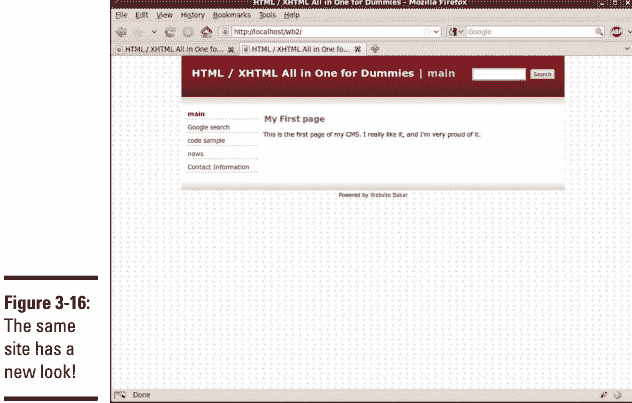 HTML / XHTML All in One for Dummies - Mozilla Firefox
File Edit View History Bookmarks Tools Help
http://localhost/wb2/
Google
HTML / XHTML All in One fo...
HTML / XHTML All in One fo...
HTML / XHTML All in One for Dummies | main
Search
main
Google search
code sample
news
Contact Information
My First page
This is the first page of my CMS. I really like it, and I'm very proud of it.
Powered by Website Baker
Figure 3-16:
The same
site has a
new look!
Done